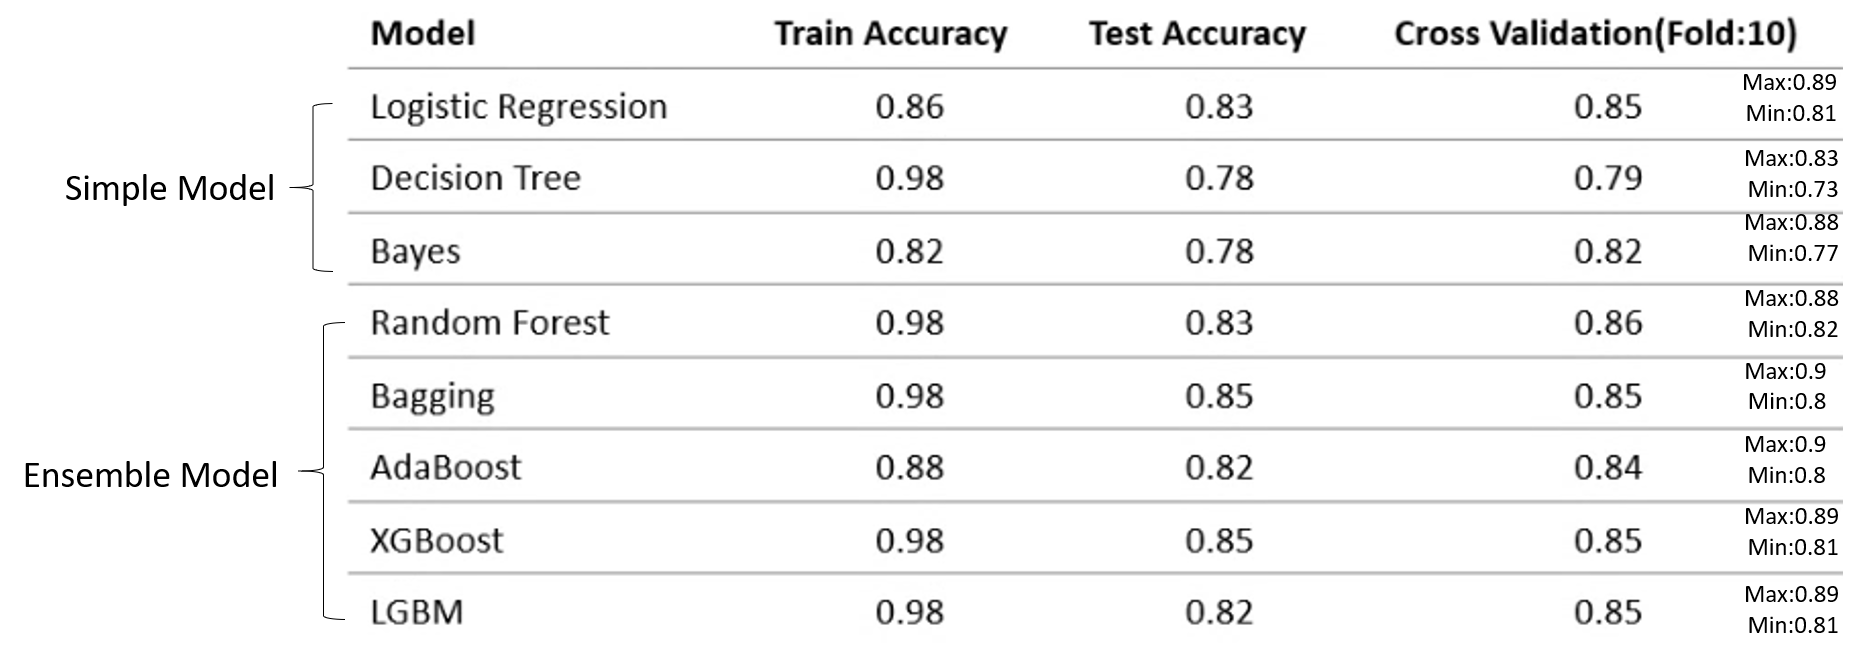 Model Train Accuracy Test Accuracy Cross Validation(Fold:10)
Logistic Regression 0.86 0.83 0.85 Max:0.89
Min:0.81
Simple Model
Decision Tree 0.98 0.78 0.79 Max:0.83
Min:0.73
Bayes 0.82 0.78 0.82 Max:0.88
Min:0.77
Random Forest 0.98 0.83 0.86 Max:0.88
Min:0.82
Bagging 0.98 0.85 0.85 Max:0.9
Min:0.8
Ensemble Model
AdaBoost 0.88 0.82 0.84 Max:0.9
Min:0.8
XGBoost 0.98 0.85 0.85 Max:0.89
Min:0.81
LGBM 0.98 0.82 0.85 Max:0.89
Min:0.81